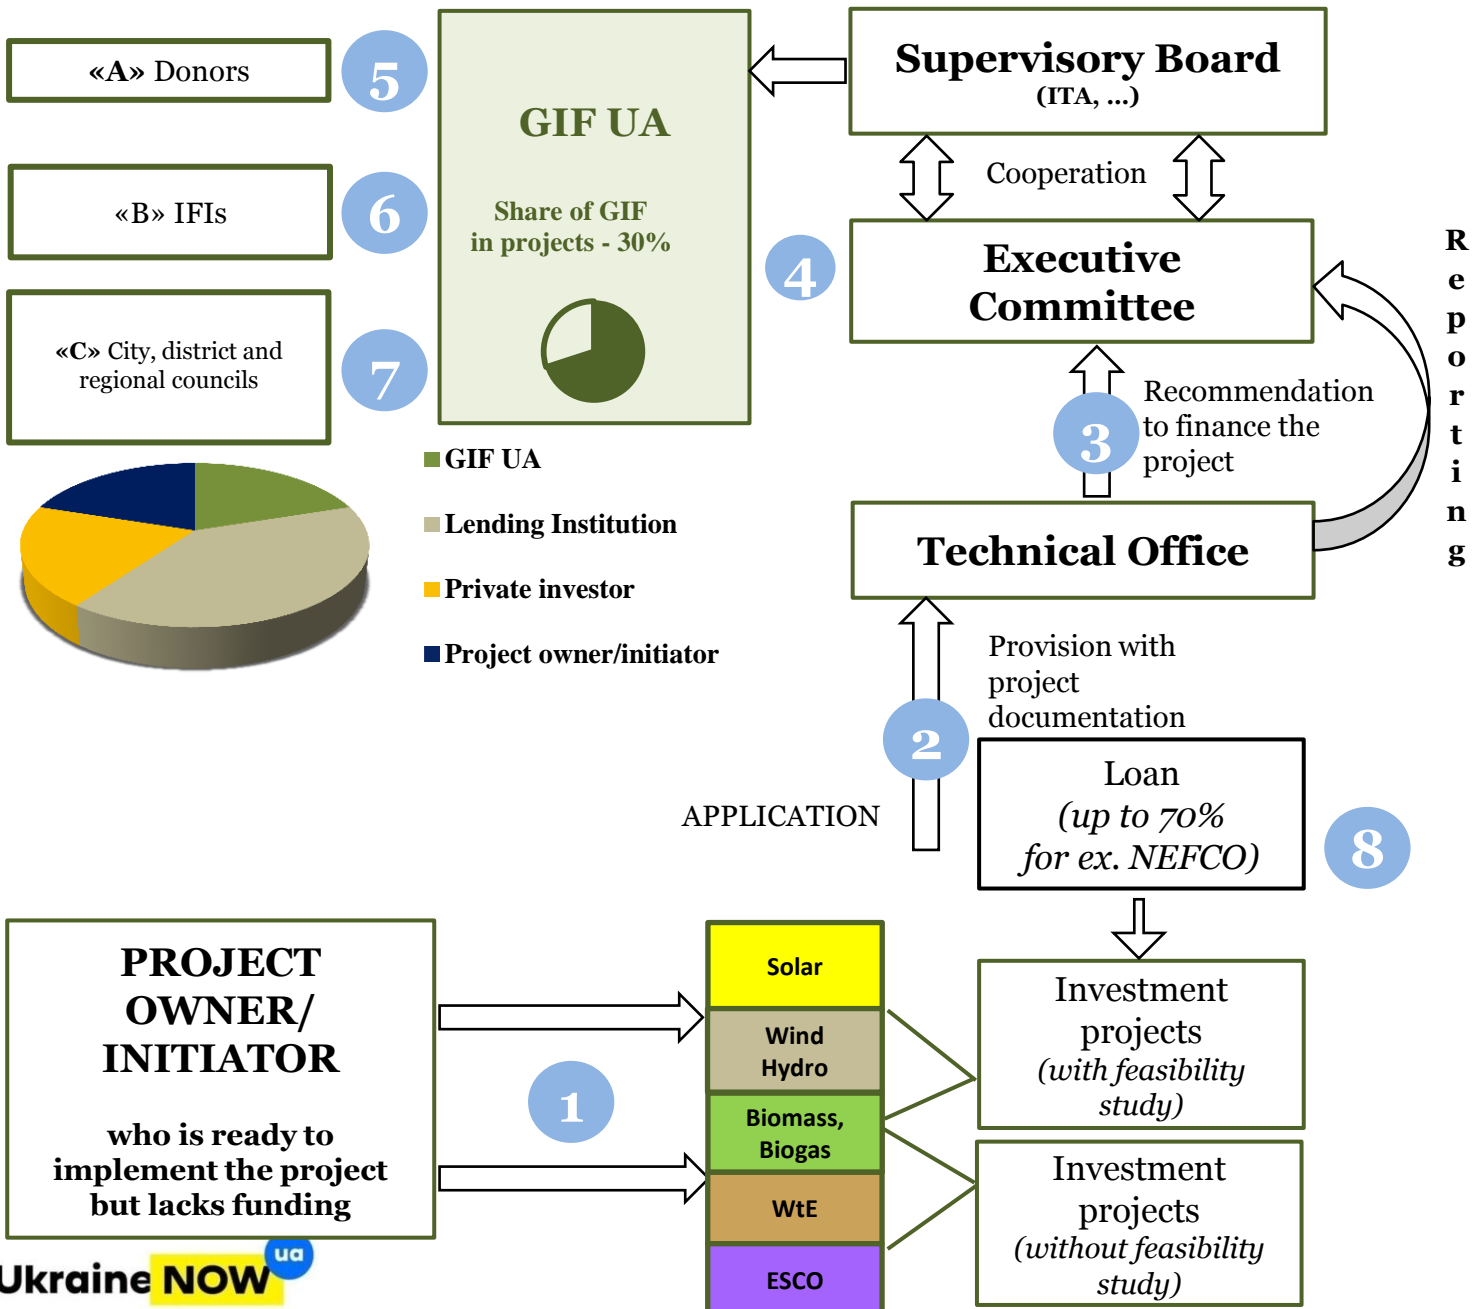 «A» Donors
5
«B» IFIs
6
«C» City, district and
regional councils
7
GIF UA
Share of GIF
in projects - 30%
Supervisory Board
(ITA, ...)
Cooperation
4
Executive
Committee
Reporting
3
Recommendation
to finance the
project
Technical Office
GIF UA
Lending Institution
Private investor
Project owner/initiator
Provision with
project
documentation
2
APPLICATION
Loan
(up to 70%
for ex. NEFCO)
8
PROJECT
OWNER/
INITIATOR
who is ready to
implement the project
but lacks funding
1
Solar
Wind
Hydro
Biomass,
Biogas
WtE
ESCO
Investment
projects
(with feasibility
study)
Investment
projects
(without feasibility
study)
Ukraine NOW
ua